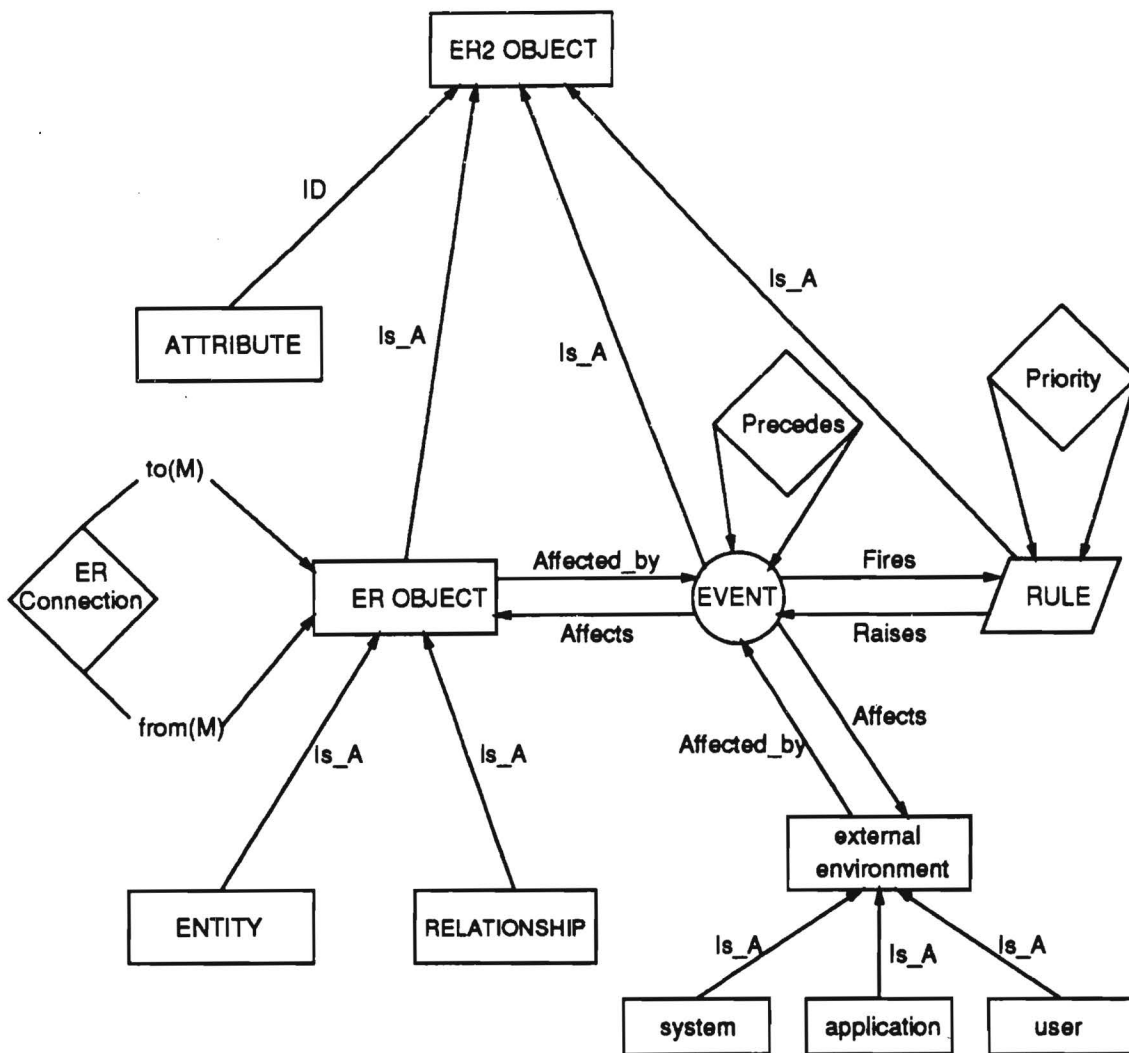 ER2 OBJECT
ID
Is_A
ATTRIBUTE
Is_A
Is_A
Priority
Precedes
to(M)
ER
Connection
ER OBJECT
Affected_by
EVENT
Fires
RULE
Affects
Raises
from(M)
Is_A
Is_A
Affected_by
Affects
external
environment
ENTITY
RELATIONSHIP
Is_A
Is_A
Is_A
system
application
user